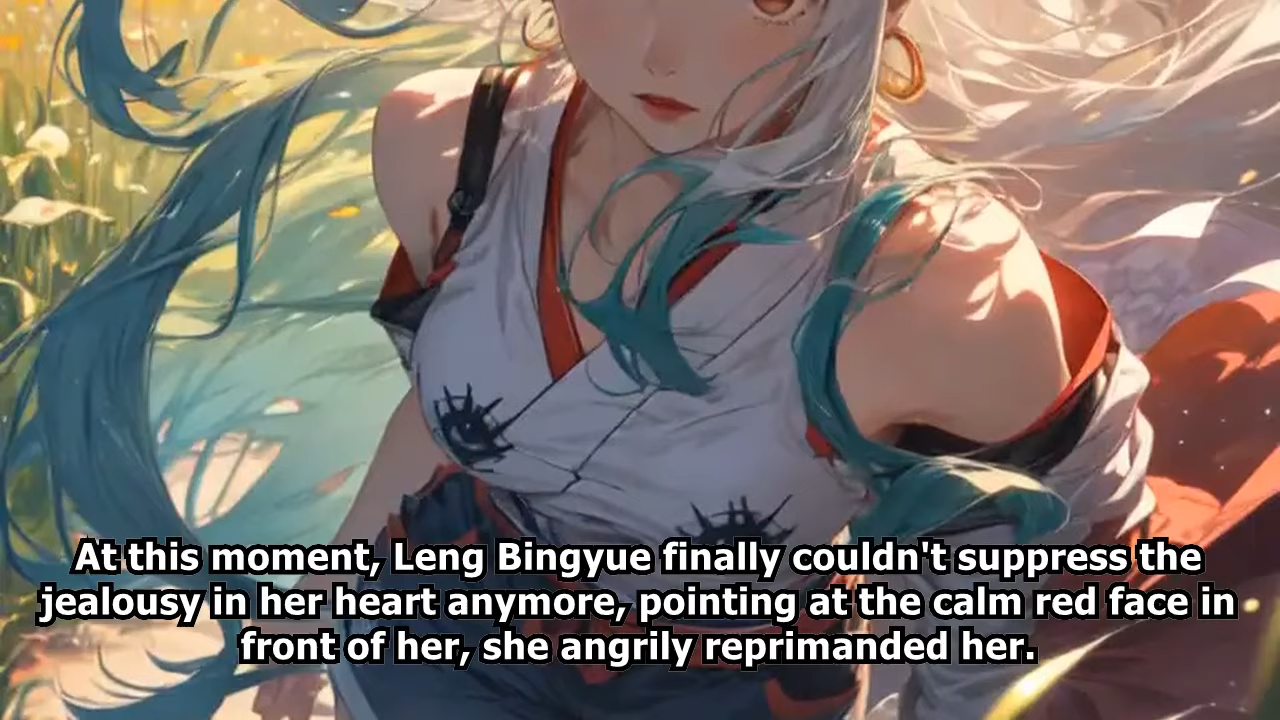 At this moment, Leng Bingyue finally couldn't suppress the
jealousy in her heart anymore, pointing at the calm red face in
front of her, she angrily reprimanded her.